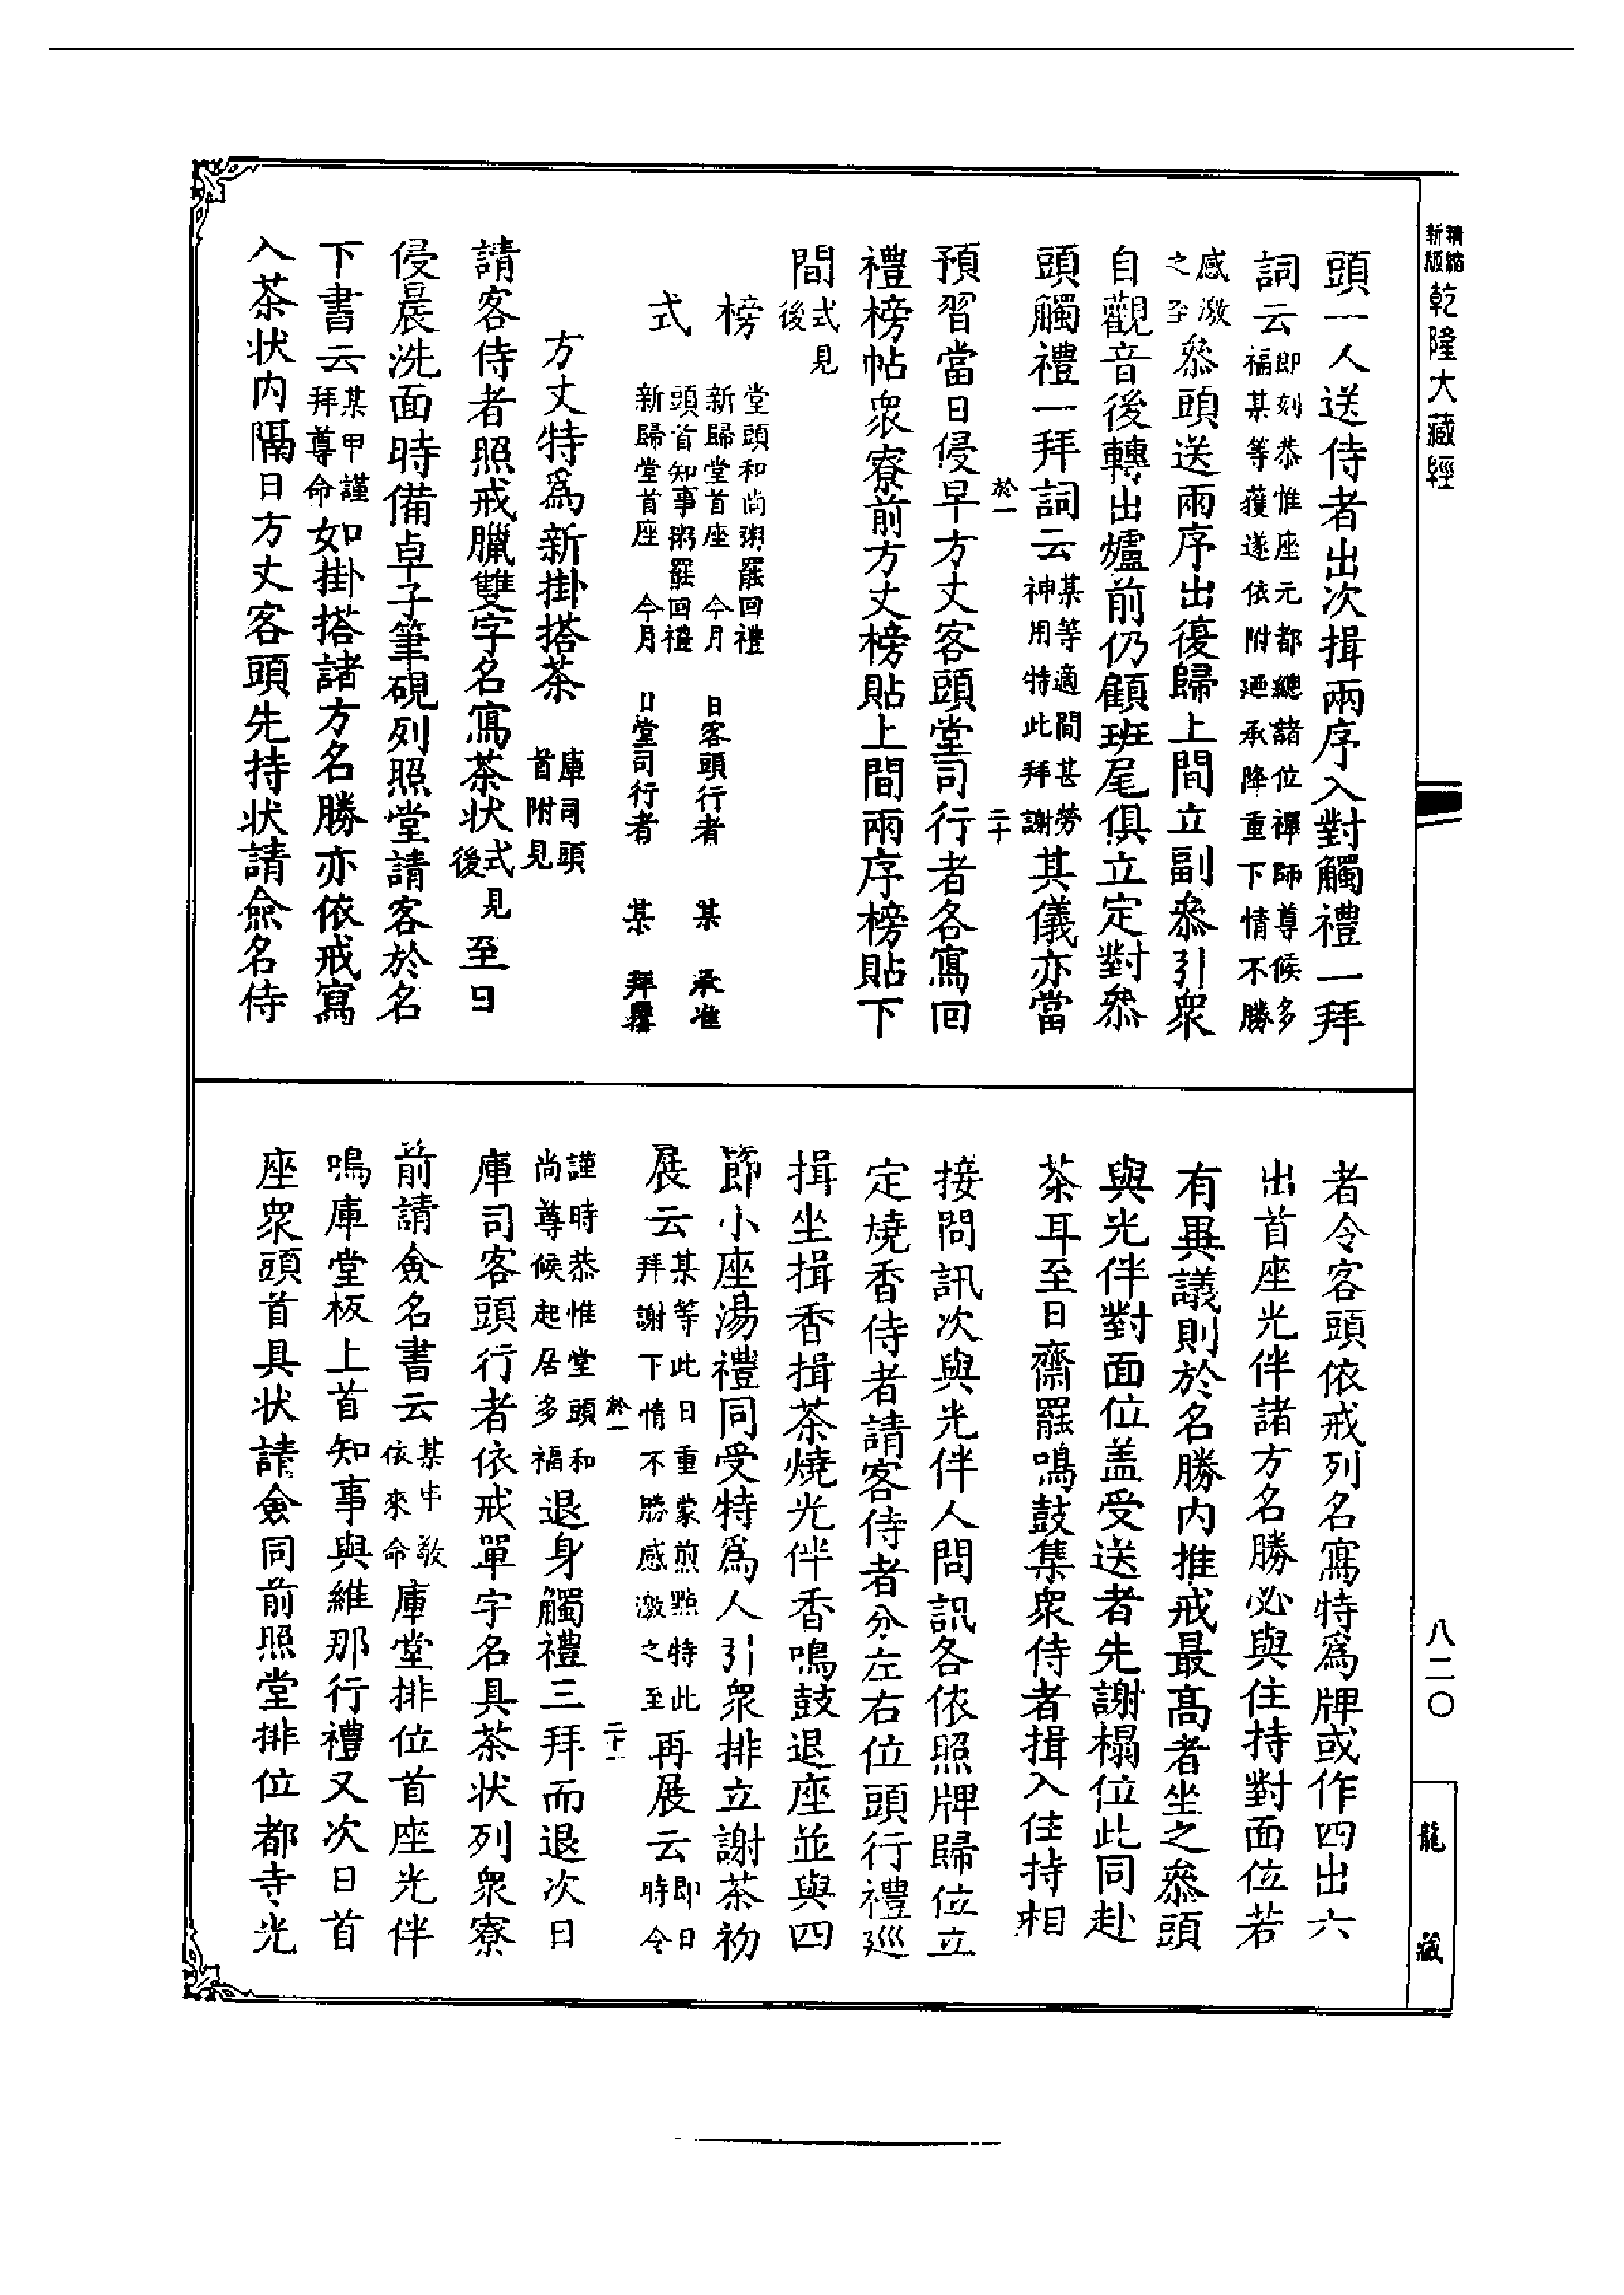 精縮新版 乾隆大藏經
頭一人送侍者出次揖兩序入對觸禮一拜
詞云即刻恭惟座元都總諸位禪師尊候多福某等獲遂依附廼承降重下情不勝
感激之至叅頭送兩序出復歸上間立副叅引衆
自觀音後轉出爐前仍顧班尾俱立定對叅
頭觸禮一拜詞云某等適間甚勞神用特此拜謝其儀亦當
於一 二十
預習當日侵早方丈客頭堂司行者各寫回
禮榜帖衆寮前方丈榜貼上間兩序榜貼下
間式見後
榜 堂頭和尚粥罷回禮新歸堂首座 今月 日客頭行者 某 承准
式 頭首知事粥罷回禮新歸堂首座 今月 日堂司行者 某 拜覆
方丈特爲新掛搭茶 庫司頭首附見
請客侍者照戒臘雙字名寫茶状式見後至日
侵晨洗面時備卓子筆硯列照堂請客於名
下書云某甲謹拜尊命如掛搭諸方名勝亦依戒寫
入茶状内隔日方丈客頭先持状請僉名侍
者令客頭依戒列名寫特爲牌或作四出六
出首座光伴諸方名勝必與住持對面位若
有異議則於名勝内推戒最高者坐之叅頭
與光伴對面位盖受送者先謝榻位此同赴
茶耳至日齋罷鳴鼓集衆侍者揖入住持相
接問訊次與光伴人問訊各依照牌歸位立
定燒香侍者請客侍者分左右位頭行禮巡
揖坐揖香揖茶燒光伴香鳴鼓退座並與四
節小座湯禮同受特爲人引衆排立謝茶初
展云某等此日重蒙煎㸃特此拜謝下情不勝感激之至再展云即日時令
於一 二十一
謹時恭惟堂頭和尚尊候起居多福退身觸禮三拜而退次日
庫司客頭行者依戒單字名具茶状列衆寮
前請僉名書云某甲敬依來命庫堂排位首座光伴
鳴庫堂板上首知事與維那行禮又次日首
座衆頭首具状請僉同前照堂排位都寺光
八二〇
龍藏